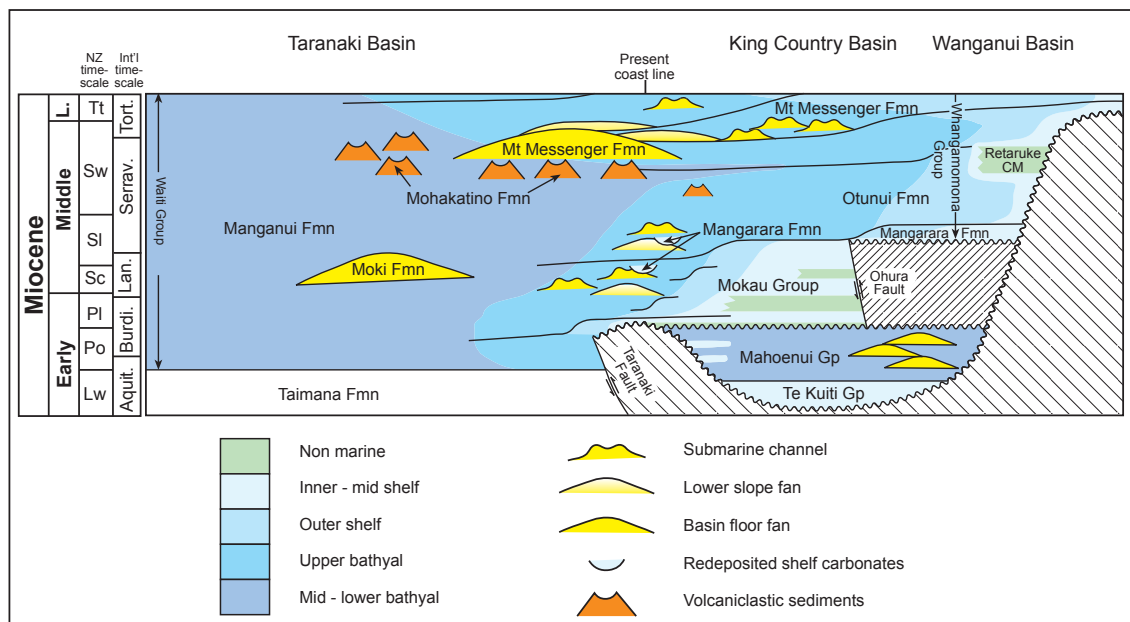 Taranaki Basin
King Country Basin
Wanganui Basin
NZ
time-
scale
Int'l
time-
scale
Present
coast line
Miocene
L.
Middle
Early
Tt
Sw
Sl
Sc
Pl
Po
Lw
Tort.
Serrav.
Lan.
Burdi.
Aquit.
Waiti Group
Mt Messenger Fmn
Mt Messenger Fmn
Whangamomona
Group
Retaruke
CM
Mohakatino Fmn
Otunui Fmn
Manganui Fmn
Mangarara Fmn
Mangarara Fmn
Moki Fmn
Mokau Group
Ohura
Fault
Mahoenui Gp
Taranaki
Fault
Taimana Fmn
Te Kuiti Gp
Non marine
Inner - mid shelf
Outer shelf
Upper bathyal
Mid - lower bathyal
Submarine channel
Lower slope fan
Basin floor fan
Redeposited shelf carbonates
Volcaniclastic sediments